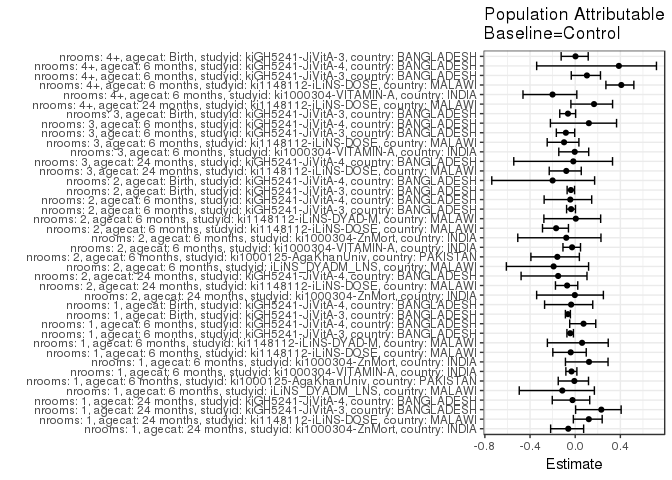 Population Attributable
Baseline=Control
nrooms: 4+, agecat: Birth, studyid: kiGH5241-JiVitA-3, country: BANGLADESH
nrooms: 4+, agecat: 6 months, studyid: kiGH5241-JiVitA-4, country: BANGLADESH
nrooms: 4+, agecat: 6 months, studyid: kiGH5241-JiVitA-3, country: BANGLADESH
nrooms: 4+, agecat: 6 months, studyid: ki1148112-iLiNS-DOSE, country: MALAWI
nrooms: 4+, agecat: 6 months, studyid: ki1000304-VITAMIN-A, country: INDIA
nrooms: 4+, agecat: 24 months, studyid: ki1148112-iLiNS-DOSE, country: MALAWI
nrooms: 3, agecat: Birth, studyid: kiGH5241-JiVitA-3, country: BANGLADESH
nrooms: 3, agecat: 6 months, studyid: kiGH5241-JiVitA-4, country: BANGLADESH
nrooms: 3, agecat: 6 months, studyid: kiGH5241-JiVitA-3, country: BANGLADESH
nrooms: 3, agecat: 6 months, studyid: ki1148112-iLiNS-DOSE, country: MALAWI
nrooms: 3, agecat: 6 months, studyid: ki1000304-VITAMIN-A, country: INDIA
nrooms: 3, agecat: 24 months, studyid: kiGH5241-JiVitA-4, country: BANGLADESH
nrooms: 3, agecat: 24 months, studyid: ki1148112-iLiNS-DOSE, country: MALAWI
nrooms: 2, agecat: Birth, studyid: kiGH5241-JiVitA-4, country: BANGLADESH
nrooms: 2, agecat: Birth, studyid: kiGH5241-JiVitA-3, country: BANGLADESH
nrooms: 2, agecat: 6 months, studyid: kiGH5241-JiVitA-4, country: BANGLADESH
nrooms: 2, agecat: 6 months, studyid: kiGH5241-JiVitA-3, country: BANGLADESH
nrooms: 2, agecat: 6 months, studyid: ki1148112-iLiNS-DYAD-M, country: MALAWI
nrooms: 2, agecat: 6 months, studyid: ki1148112-iLiNS-DOSE, country: MALAWI
nrooms: 2, agecat: 6 months, studyid: ki1000304-ZnMort, country: INDIA
nrooms: 2, agecat: 6 months, studyid: ki1000304-VITAMIN-A, country: INDIA
nrooms: 2, agecat: 6 months, studyid: ki1000125-AgaKhanUniv, country: PAKISTAN
nrooms: 2, agecat: 6 months, studyid: iLiNS_DYADM_LNS, country: MALAWI
nrooms: 2, agecat: 24 months, studyid: kiGH5241-JiVitA-4, country: BANGLADESH
nrooms: 2, agecat: 24 months, studyid: ki1148112-iLiNS-DOSE, country: MALAWI
nrooms: 2, agecat: 24 months, studyid: ki1000304-ZnMort, country: INDIA
nrooms: 1, agecat: Birth, studyid: kiGH5241-JiVitA-4, country: BANGLADESH
nrooms: 1, agecat: Birth, studyid: kiGH5241-JiVitA-3, country: BANGLADESH
nrooms: 1, agecat: 6 months, studyid: kiGH5241-JiVitA-4, country: BANGLADESH
nrooms: 1, agecat: 6 months, studyid: kiGH5241-JiVitA-3, country: BANGLADESH
nrooms: 1, agecat: 6 months, studyid: ki1148112-iLiNS-DYAD-M, country: MALAWI
nrooms: 1, agecat: 6 months, studyid: ki1148112-iLiNS-DOSE, country: MALAWI
nrooms: 1, agecat: 6 months, studyid: ki1000304-ZnMort, country: INDIA
nrooms: 1, agecat: 6 months, studyid: ki1000304-VITAMIN-A, country: INDIA
nrooms: 1, agecat: 6 months, studyid: ki1000125-AgaKhanUniv, country: PAKISTAN
nrooms: 1, agecat: 6 months, studyid: iLiNS_DYADM_LNS, country: MALAWI
nrooms: 1, agecat: 24 months, studyid: kiGH5241-JiVitA-4, country: BANGLADESH
nrooms: 1, agecat: 24 months, studyid: kiGH5241-JiVitA-3, country: BANGLADESH
nrooms: 1, agecat: 24 months, studyid: ki1148112-iLiNS-DOSE, country: MALAWI
nrooms: 1, agecat: 24 months, studyid: ki1000304-ZnMort, country: INDIA
-0.8 -0.4 0.0 0.4
Estimate